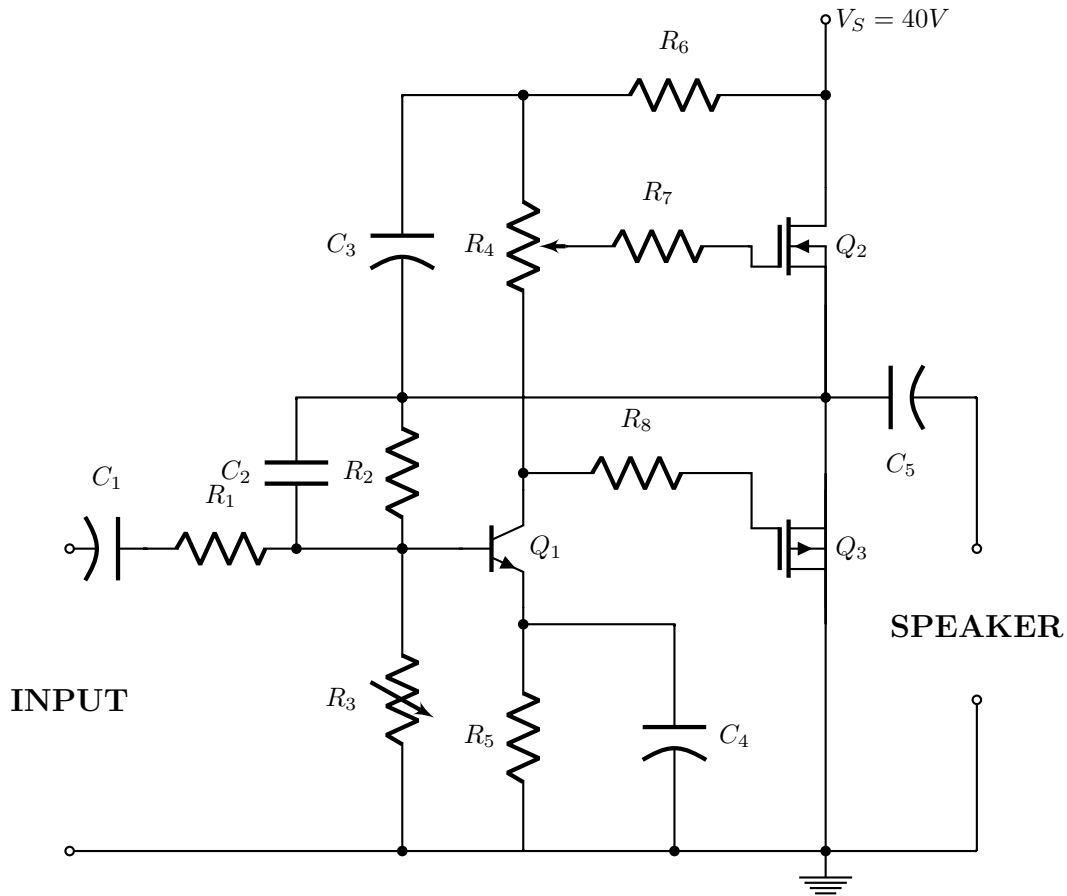 V_S = 40V
R_6
R_7
C_3
R_4
Q_2
R_8
C_1
C_2
R_2
C_5
R_1
Q_1
Q_3
SPEAKER
INPUT
R_3
R_5
C_4